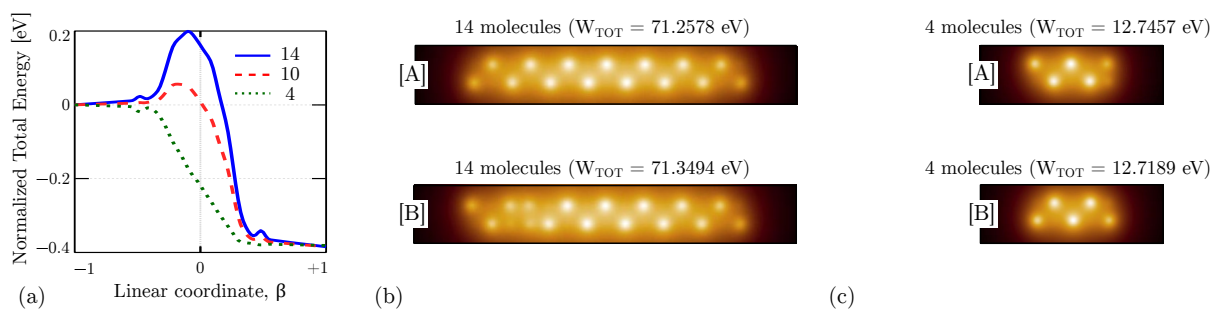 Normalized Total Energy [eV]
0.2
0
−0.2
−0.4
14
10
4
−1
0
+1
Linear coordinate, β
(a)
14 molecules (W_TOT = 71.2578 eV)
[A]
14 molecules (W_TOT = 71.3494 eV)
[B]
(b)
4 molecules (W_TOT = 12.7457 eV)
[A]
4 molecules (W_TOT = 12.7189 eV)
[B]
(c)